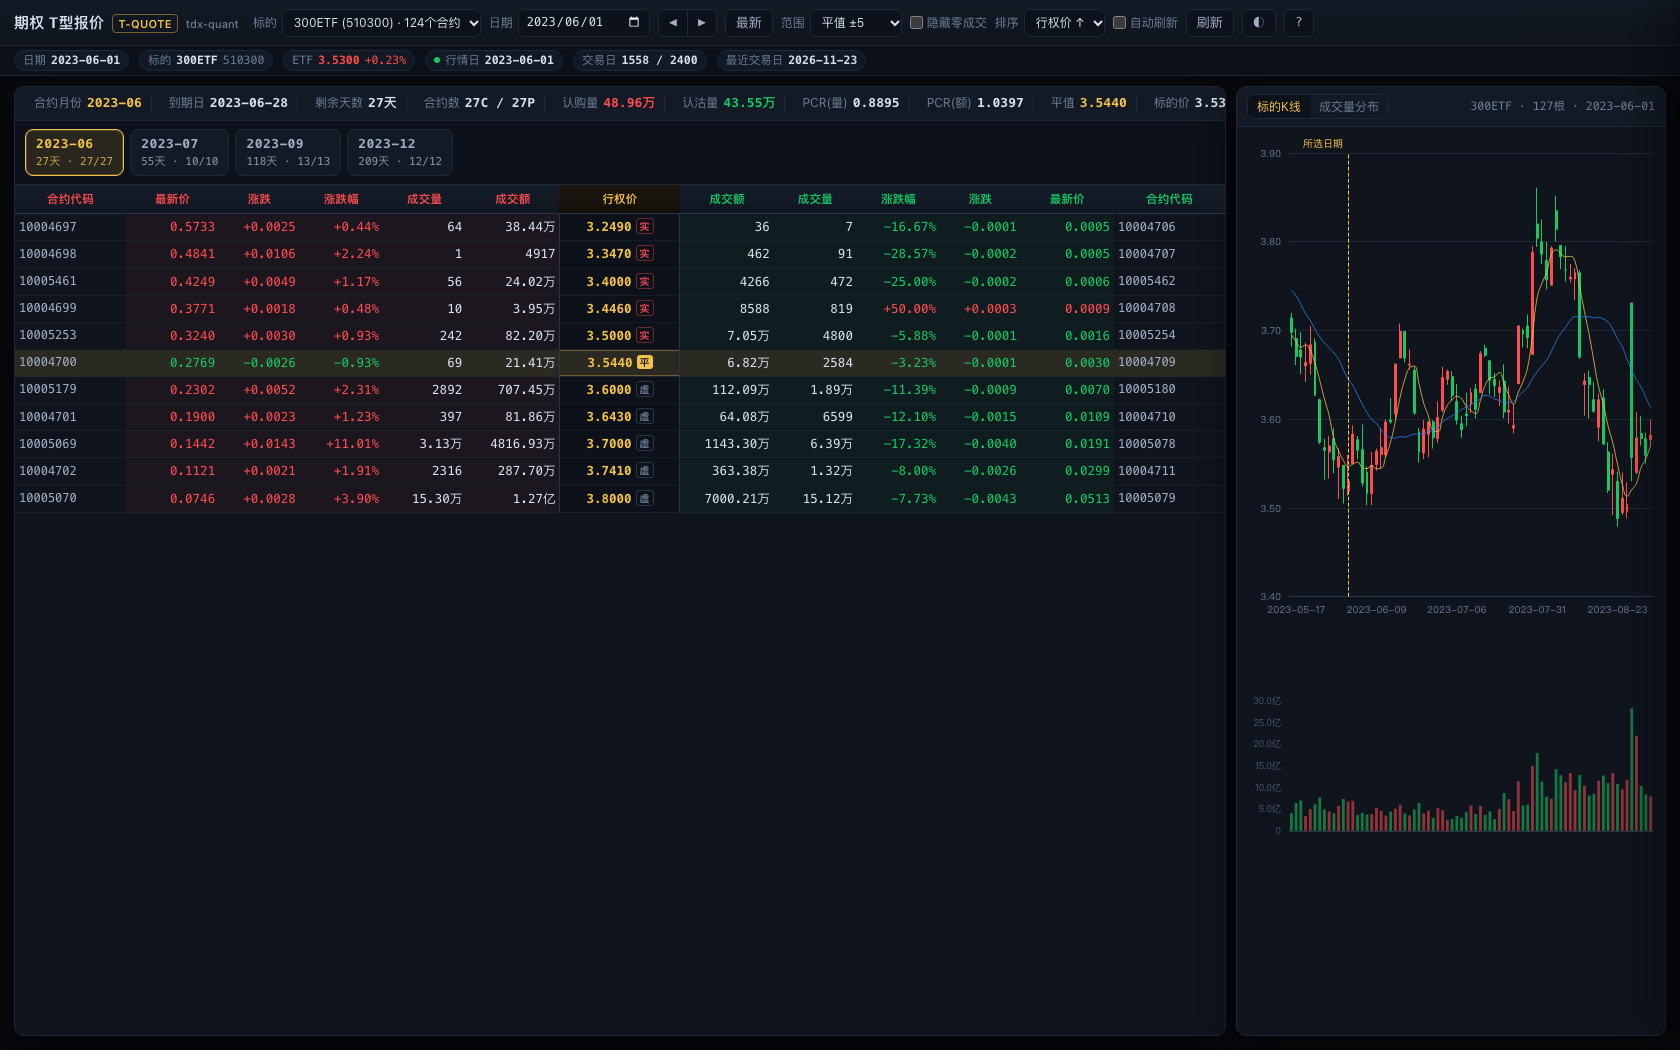 期权 T型报价 T-QUOTE tdx-quant 标的 300ETF (510300) · 124个合约 日期 2023/06/01 ◀ ▶ 最新 范围 平值 ±5 隐藏零成交 排序 行权价 ↑ 自动刷新 刷新 ◐ ?
日期 2023-06-01 标的 300ETF 510300 ETF 3.5300 +0.23% 行情日 2023-06-01 交易日 1558 / 2400 最近交易日 2026-11-23
合约月份 2023-06 到期日 2023-06-28 剩余天数 27天 合约数 27C / 27P 认购量 48.96万 认沽量 43.55万 PCR(量) 0.8895 PCR(额) 1.0397 平值 3.5440 标的价 3.53
2023-06 2023-07 2023-09 2023-12
27天 · 27/27 55天 · 10/10 118天 · 13/13 209天 · 12/12
合约代码 最新价 涨跌 涨跌幅 成交量 成交额 行权价 成交额 成交量 涨跌幅 涨跌 最新价 合约代码
10004697 0.5733 +0.0025 +0.44% 64 38.44万 3.2490 实 36 7 -16.67% -0.0001 0.0005 10004706
10004698 0.4841 +0.0106 +2.24% 1 4917 3.3470 实 462 91 -28.57% -0.0002 0.0005 10004707
10005461 0.4249 +0.0049 +1.17% 56 24.02万 3.4000 实 4266 472 -25.00% -0.0002 0.0006 10005462
10004699 0.3771 +0.0018 +0.48% 10 3.95万 3.4460 实 8588 819 +50.00% +0.0003 0.0009 10004708
10005253 0.3240 +0.0030 +0.93% 242 82.20万 3.5000 实 7.05万 4800 -5.88% -0.0001 0.0016 10005254
10004700 0.2769 -0.0026 -0.93% 69 21.41万 3.5440 平 6.82万 2584 -3.23% -0.0001 0.0030 10004709
10005179 0.2302 +0.0052 +2.31% 2892 707.45万 3.6000 虚 112.09万 1.89万 -11.39% -0.0009 0.0070 10005180
10004701 0.1900 +0.0023 +1.23% 397 81.86万 3.6430 虚 64.08万 6599 -12.10% -0.0015 0.0109 10004710
10005069 0.1442 +0.0143 +11.01% 3.13万 4816.93万 3.7000 虚 1143.30万 6.39万 -17.32% -0.0040 0.0191 10005078
10004702 0.1121 +0.0021 +1.91% 2316 287.70万 3.7410 虚 363.38万 1.32万 -8.00% -0.0026 0.0299 10004711
10005070 0.0746 +0.0028 +3.90% 15.30万 1.27亿 3.8000 虚 7000.21万 15.12万 -7.73% -0.0043 0.0513 10005079
标的K线 成交量分布 300ETF · 127根 · 2023-06-01
所选日期
3.90
3.80
3.70
3.60
3.50
3.40
2023-05-17 2023-06-09 2023-07-06 2023-07-31 2023-08-23
30.0亿
25.0亿
20.0亿
15.0亿
10.0亿
5.0亿
0